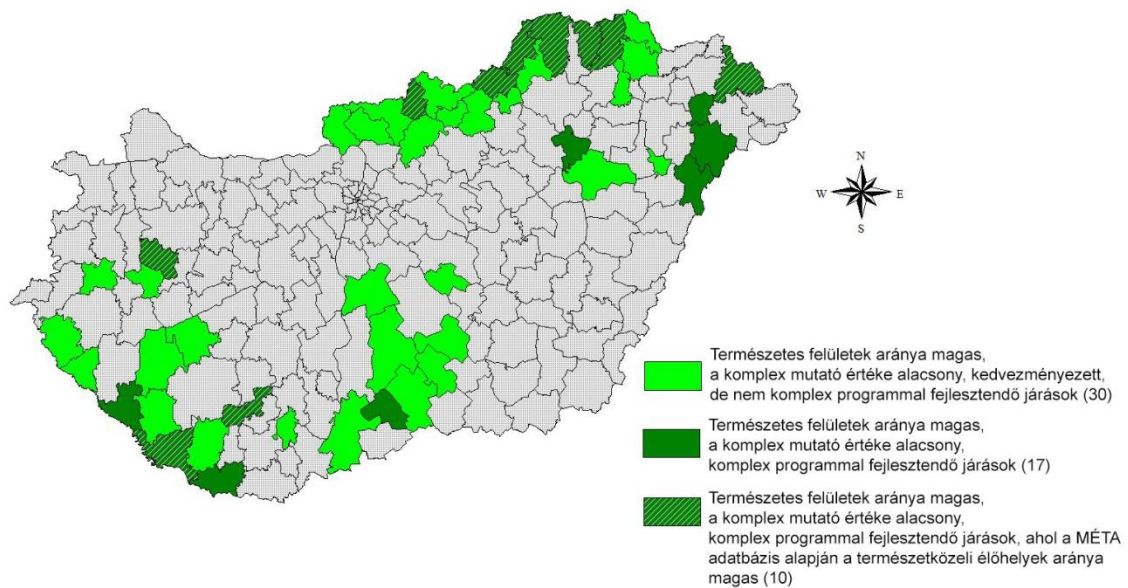 N
W E
S
Természetes felületek aránya magas,
a komplex mutató értéke alacsony, kedvezményezett,
de nem komplex programmal fejlesztendő járások (30)
Természetes felületek aránya magas,
a komplex mutató értéke alacsony,
komplex programmal fejlesztendő járások (17)
Természetes felületek aránya magas,
a komplex mutató értéke alacsony,
komplex programmal fejlesztendő járások, ahol a MÉTA
adatbázis alapján a természetközeli élőhelyek aránya
magas (10)